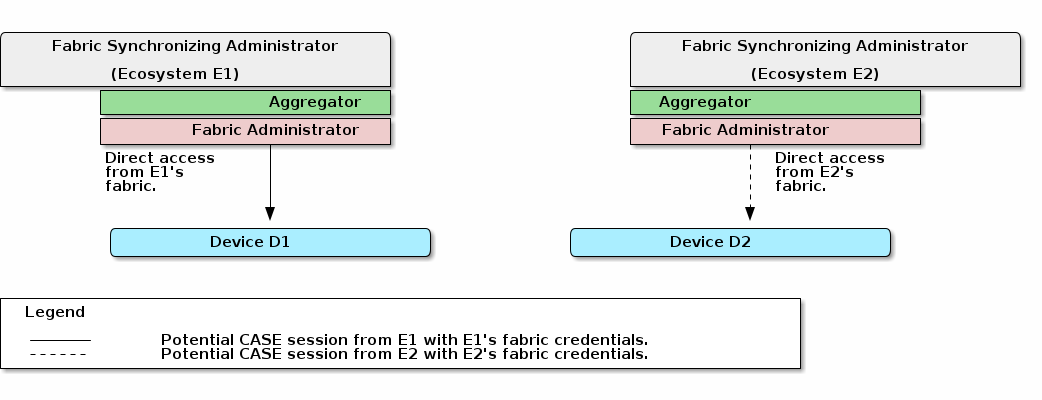 Fabric Synchronizing Administrator
(Ecosystem E1)
Aggregator
Fabric Administrator
Direct access
from E1's
fabric.
Device D1
Fabric Synchronizing Administrator
(Ecosystem E2)
Aggregator
Fabric Administrator
Direct access
from E2's
fabric.
Device D2
Legend
Potential CASE session from E1 with E1's fabric credentials.
Potential CASE session from E2 with E2's fabric credentials.